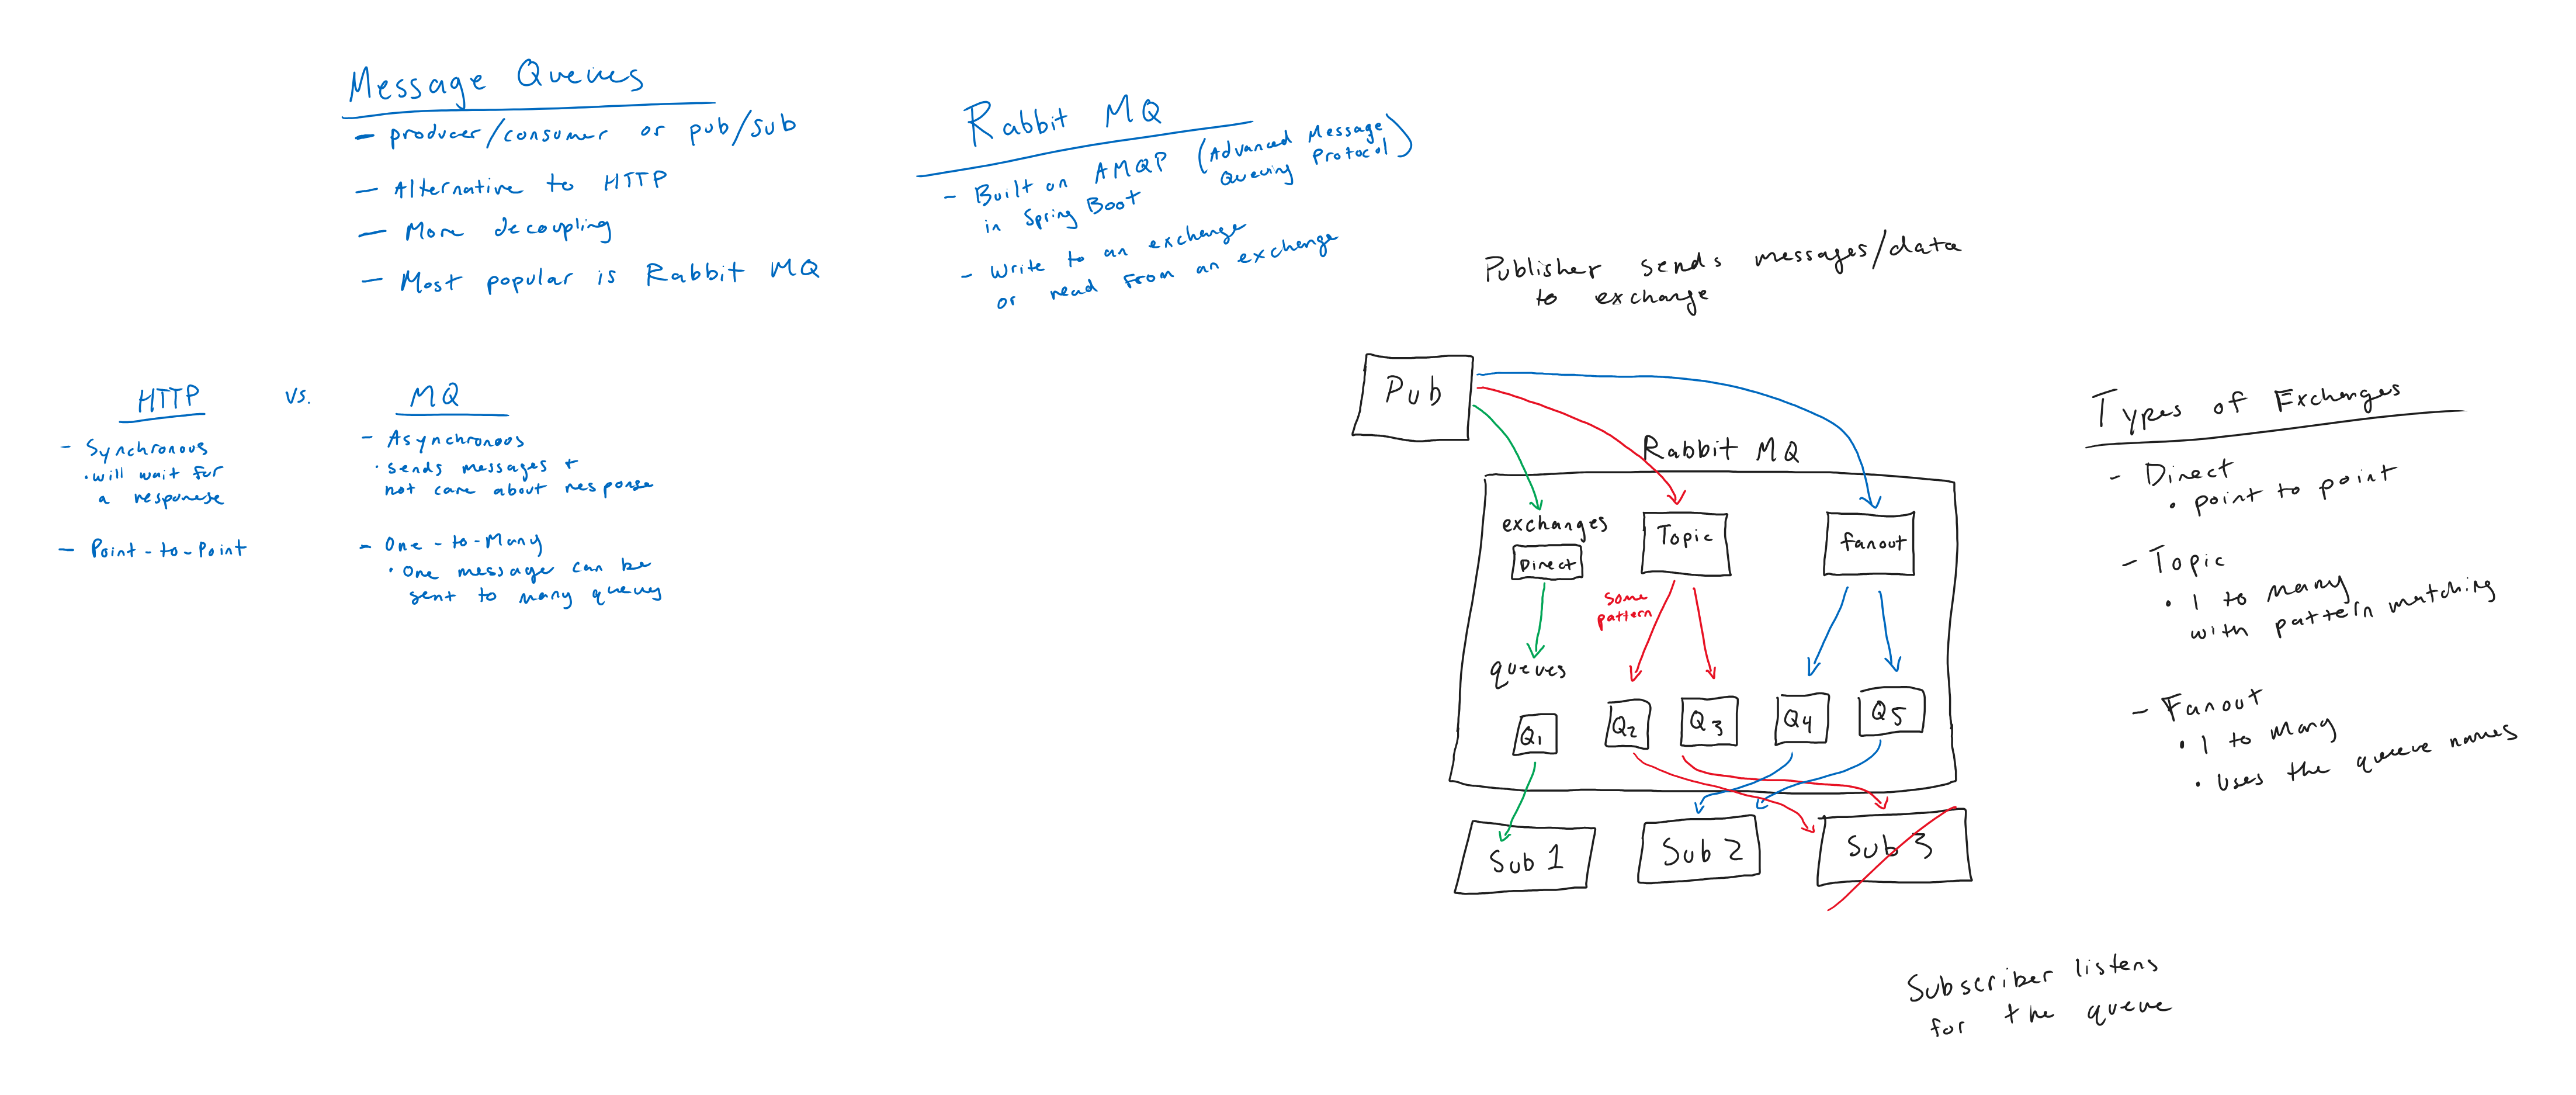 Message Queues
- producer/consumer or pub/sub
- Alternative to HTTP
- More decoupling
- Most popular is Rabbit MQ
Rabbit MQ
- Built on AMQP (Advanced Message
Queuing Protocol)
in Spring Boot
- Write to an exchange
or read from an exchange
HTTP vs. MQ
- Synchronous
• will wait for
a responese
- Point-to-Point
- Asynchronoos
• sends messages +
not care about response
- One-to-Many
• One message can be
sent to many queues
Publisher sends messages/data
to exchange
Pub
Rabbit MQ
exchanges
Direct
Topic
fanout
some
pattern
queues
Q1
Q2
Q3
Q4
Q5
Sub 1
Sub 2
Sub 3
Subscriber listens
for the queue
Types of Exchanges
- Direct
• point to point
- Topic
• 1 to many
with pattern matching
- Fanout
• 1 to many
• uses the queue names